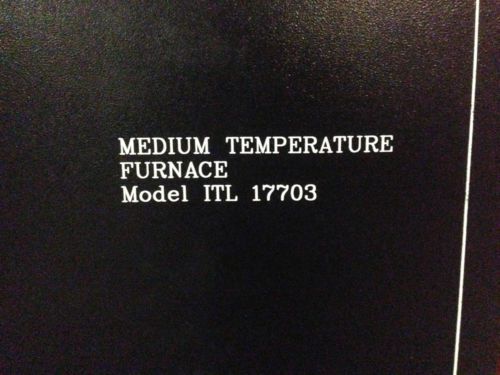 MEDIUM TEMPERATURE
FURNACE
Model ITL 17703